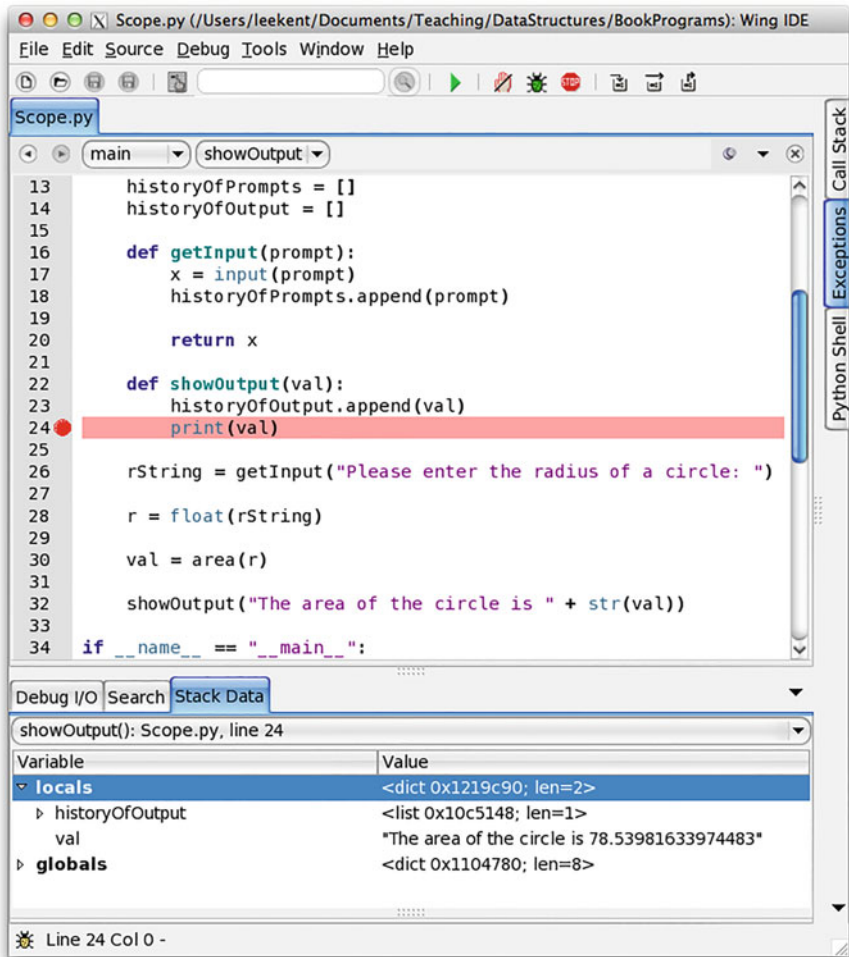 Scope.py (/Users/leekent/Documents/Teaching/DataStructures/BookPrograms): Wing IDE
File Edit Source Debug Tools Window Help
STOP
Scope.py
main showOutput
13 historyOfPrompts = []
14 historyOfOutput = []
15
16 def getInput(prompt):
17 x = input(prompt)
18 historyOfPrompts.append(prompt)
19
20 return x
21
22 def showOutput(val):
23 historyOfOutput.append(val)
24 print(val)
25
26 rString = getInput("Please enter the radius of a circle: ")
27
28 r = float(rString)
29
30 val = area(r)
31
32 showOutput("The area of the circle is " + str(val))
33
34 if __name__ == "__main__":
Call Stack
Exceptions
Python Shell
Debug I/O Search Stack Data
showOutput(): Scope.py, line 24
Variable Value
locals <dict 0x1219c90; len=2>
historyOfOutput <list 0x10c5148; len=1>
val "The area of the circle is 78.53981633974483"
globals <dict 0x1104780; len=8>
Line 24 Col 0 -